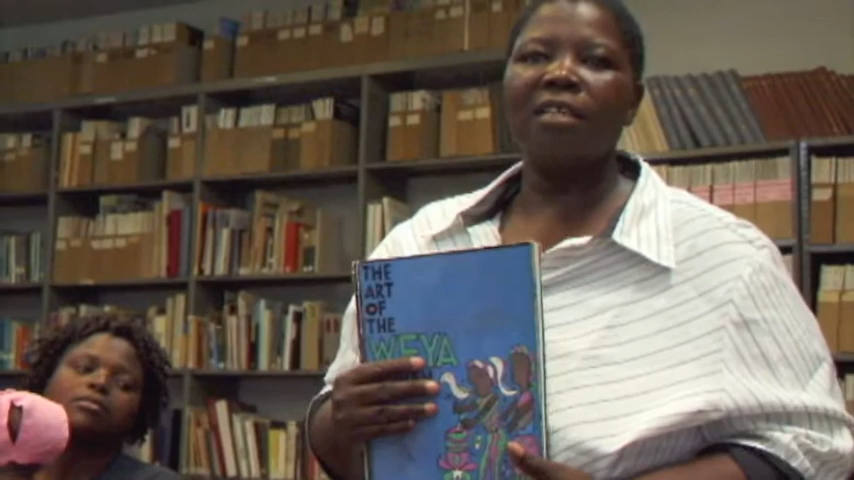 THE
ART
OF
THE
WEYA